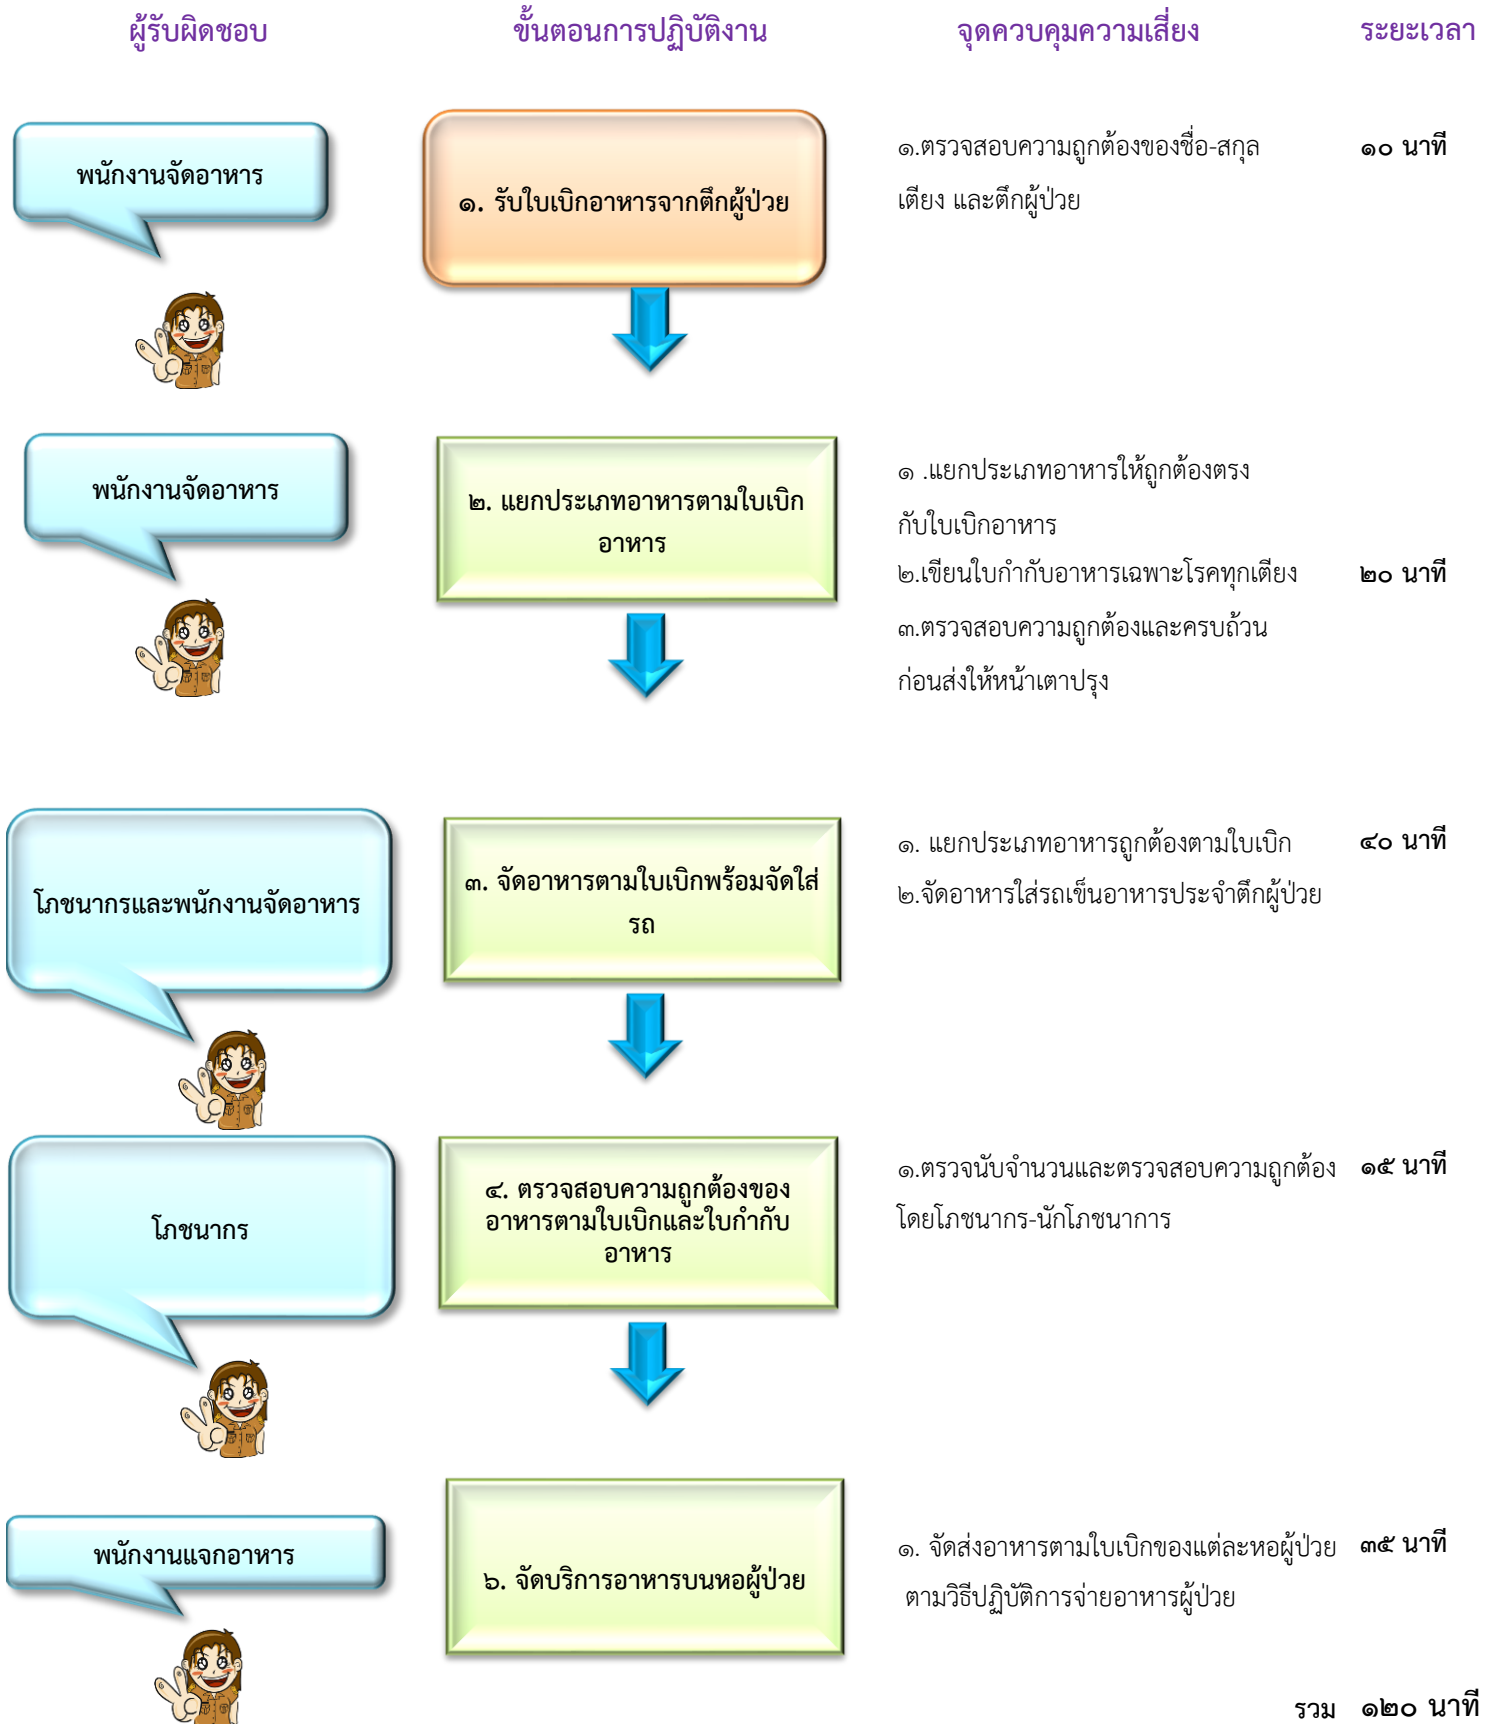 ผู้รับผิดชอบ ขั้นตอนการปฏิบัติงาน จุดควบคุมความเสี่ยง ระยะเวลา
พนักงานจัดอาหาร
๑. รับใบเบิกอาหารจากตึกผู้ป่วย
๑.ตรวจสอบความถูกต้องของชื่อ-สกุล
เตียง และตึกผู้ป่วย
๑๐ นาที
พนักงานจัดอาหาร
๒. แยกประเภทอาหารตามใบเบิก
อาหาร
๑ .แยกประเภทอาหารให้ถูกต้องตรง
กับใบเบิกอาหาร
๒.เขียนใบกำกับอาหารเฉพาะโรคทุกเตียง
๓.ตรวจสอบความถูกต้องและครบถ้วน
ก่อนส่งให้หน้าเตาปรุง
๒๐ นาที
โภชนากรและพนักงานจัดอาหาร
๓. จัดอาหารตามใบเบิกพร้อมจัดใส่
รถ
๑. แยกประเภทอาหารถูกต้องตามใบเบิก
๒.จัดอาหารใส่รถเข็นอาหารประจำตึกผู้ป่วย
๔๐ นาที
โภชนากร
๔. ตรวจสอบความถูกต้องของ
อาหารตามใบเบิกและใบกำกับ
อาหาร
๑.ตรวจนับจำนวนและตรวจสอบความถูกต้อง
โดยโภชนากร-นักโภชนาการ
๑๕ นาที
พนักงานแจกอาหาร
๖. จัดบริการอาหารบนหอผู้ป่วย
๑. จัดส่งอาหารตามใบเบิกของแต่ละหอผู้ป่วย
ตามวิธีปฏิบัติการจ่ายอาหารผู้ป่วย
๓๕ นาที
รวม ๑๒๐ นาที